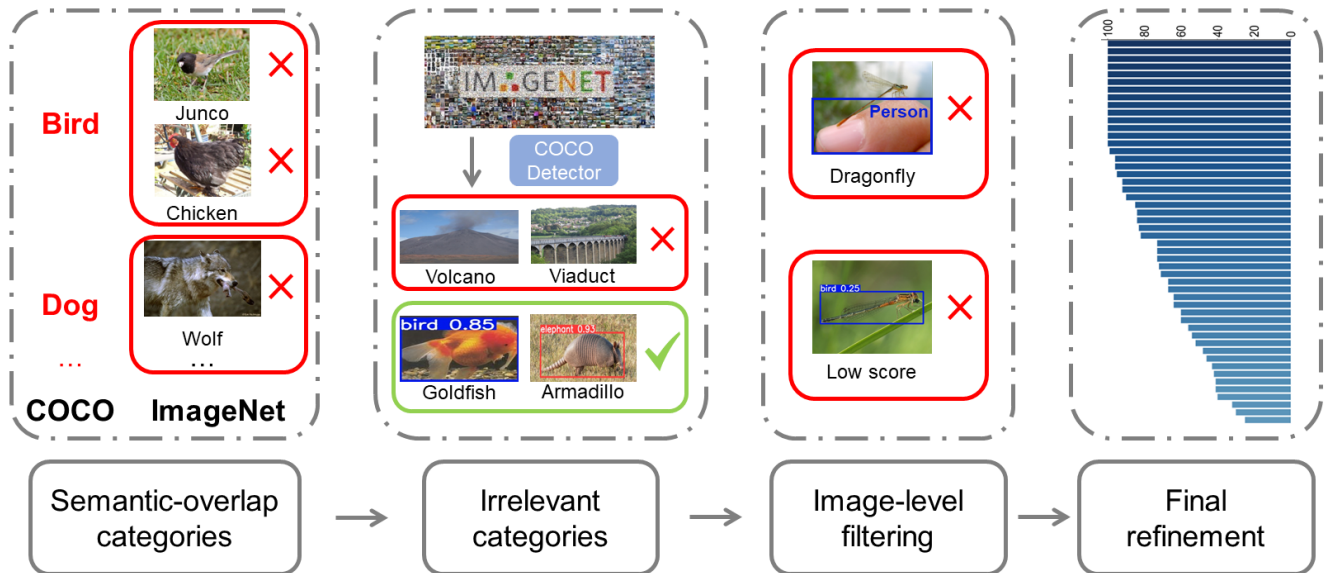 Bird
Junco
Chicken
Dog
Wolf
...
...
COCO
ImageNet
IMAGENET
COCO
Detector
Volcano
Viaduct
bird 0.85
elephant 0.93
Goldfish
Armadillo
Person
Dragonfly
bird 0.25
Low score
100
80
60
40
20
0
Semantic-overlap
categories
Irrelevant
categories
Image-level
filtering
Final
refinement